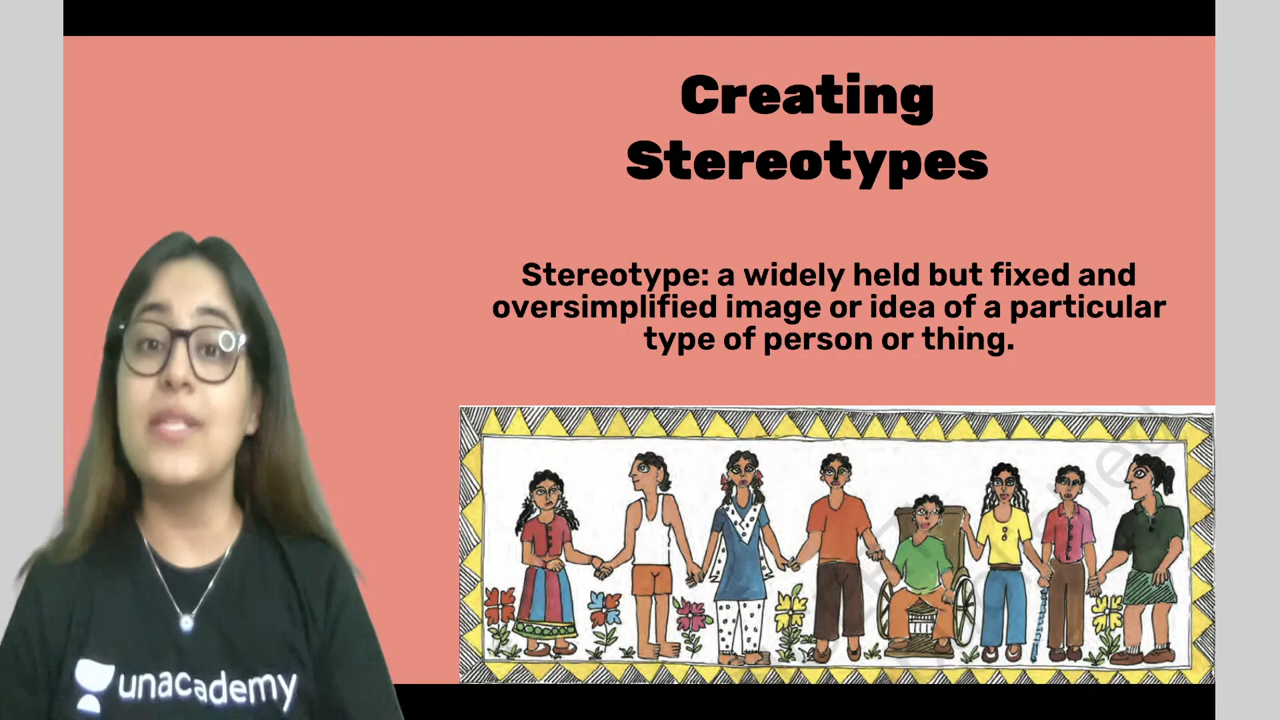 Creating
Stereotypes
Stereotype: a widely held but fixed and
oversimplified image or idea of a particular
type of person or thing.
unacademy